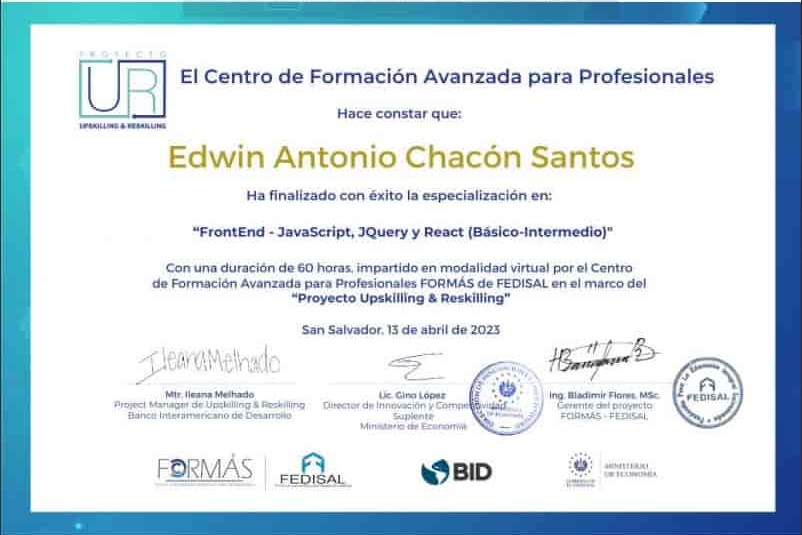 PROYECTO
UR
UPSKILLING & RESKILLING
El Centro de Formación Avanzada para Profesionales
Hace constar que:
Edwin Antonio Chacón Santos
Ha finalizado con éxito la especialización en:
“FrontEnd - JavaScript, JQuery y React (Básico-Intermedio)"
Con una duración de 60 horas, impartido en modalidad virtual por el Centro
de Formación Avanzada para Profesionales FORMÁS de FEDISAL en el marco del
“Proyecto Upskilling & Reskilling”
San Salvador, 13 de abril de 2023
IleanaMelhado
Mtr. Ileana Melhado
Project Manager de Upskilling & Reskilling
Banco Interamericano de Desarrollo
Lic. Gino López
Director de Innovación y Competitividad
Suplente
Ministerio de Economía
Ing. Bladimir Flores, MSc.
Gerente del proyecto
FORMÁS - FEDISAL
FEDISAL
FORMÁS
FEDISAL
BID
GOBIERNO DE
EL SALVADOR
MINISTERIO
DE ECONOMÍA